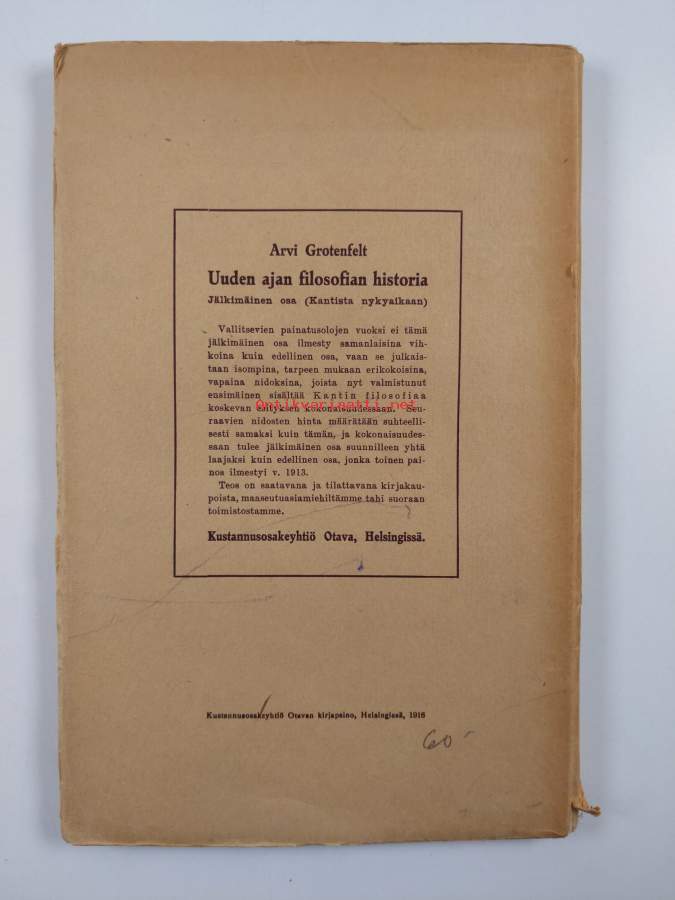 Arvi Grotenfelt
Uuden ajan filosofian historia
Jälkimäinen osa (Kantista nykyaikaan)
Vallitsevien painatusolojen vuoksi ei tämä
jälkimäinen osa ilmesty samanlaisina vih-
koina kuin edellinen osa, vaan se julkais-
taan isompina, tarpeen mukaan erikokoisina,
vapaina nidoksina, joista nyt valmistunut
ensimäinen sisältää Kantin filosofiaa
Antikvariaatti.net
koskevan esityksen kokonaisuudessaan. Seu-
raavien nidosten hinta määrätään suhteelli-
sesti samaksi kuin tämän, ja kokonaisuudes-
saan tulee jälkimäinen osa suunnilleen yhtä
laajaksi kuin edellinen osa, jonka toinen pai-
nos ilmestyi v. 1913.
Teos on saatavana ja tilattavana kirjakau-
poista, maaseutuasiamiehiltämme tahi suoraan
toimistostamme.
Kustannusosakeyhtiö Otava, Helsingissä.
Kustannusosakeyhtiö Otavan kirjapaino, Helsingissä, 1916
60-